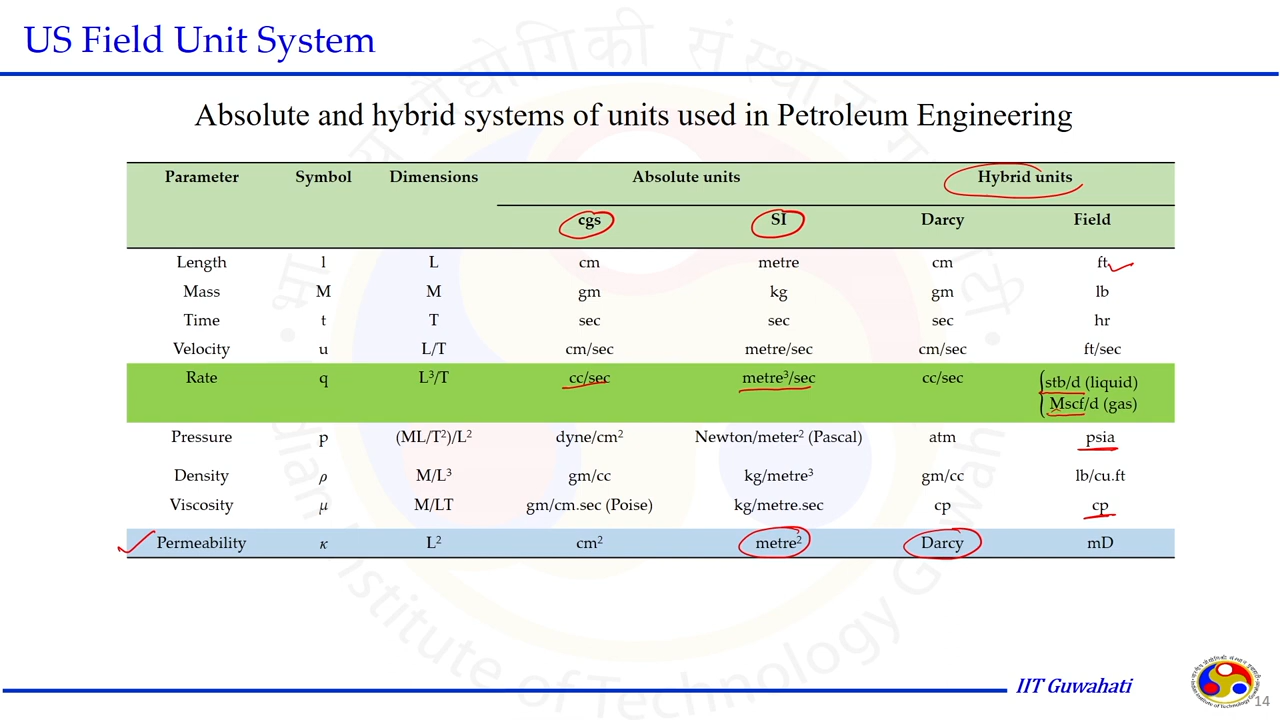 US Field Unit System
Absolute and hybrid systems of units used in Petroleum Engineering
Parameter Symbol Dimensions Absolute units Hybrid units
cgs SI Darcy Field
Length l L cm metre cm ft
Mass M M gm kg gm lb
Time t T sec sec sec hr
Velocity u L/T cm/sec metre/sec cm/sec ft/sec
Rate q L³/T cc/sec metre³/sec cc/sec stb/d (liquid)
Mscf/d (gas)
Pressure p (ML/T²)/L² dyne/cm² Newton/meter² (Pascal) atm psia
Density ρ M/L³ gm/cc kg/metre³ gm/cc lb/cu.ft
Viscosity μ M/LT gm/cm.sec (Poise) kg/metre.sec cp cp
Permeability κ L² cm² metre² Darcy mD
IIT Guwahati
14